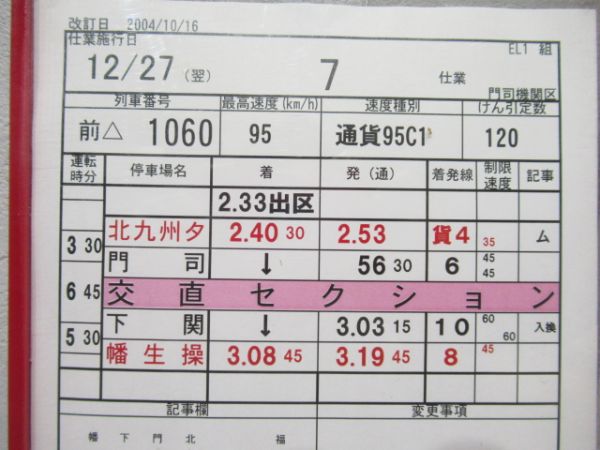 改訂日 2004/10/16
仕業施行日 EL1 組
12/27 (翌) 7 仕業
門司機関区
列車番号 最高速度(km/h) 速度種別 けん引定数
前△ 1060 95 通貨95C1 120
運転時分 停車場名 着 発(通) 着発線 制限速度 記事
2.33出区
北九州タ 2.40 30 2.53 貨4 35 ム
3 30
門司 ↓ 56 30 6 45 45
6 45 交直セクション
下関 ↓ 3.03 15 10 60 60 入換
5 30
幡生操 3.08 45 3.19 45 8 45
記事欄 変更事項
幡 下 門 北 福